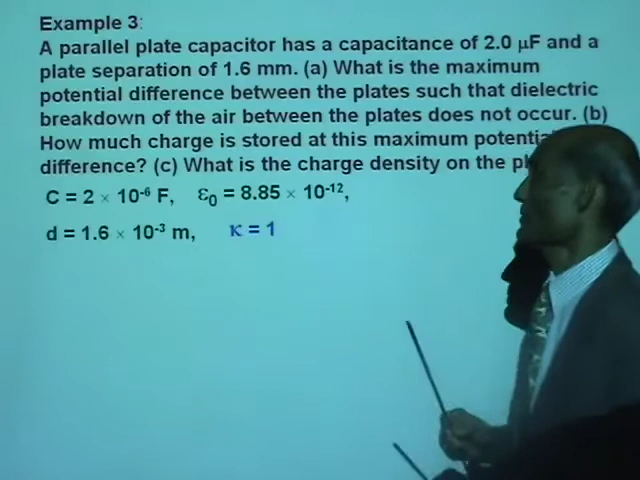 Example 3:
A parallel plate capacitor has a capacitance of 2.0 μF and a
plate separation of 1.6 mm. (a) What is the maximum
potential difference between the plates such that dielectric
breakdown of the air between the plates does not occur. (b)
How much charge is stored at this maximum
difference? (c) What is the charge density on the
C = 2 × 10⁻⁶ F, ε₀ = 8.85 × 10⁻¹²,
d = 1.6 × 10⁻³ m, κ = 1